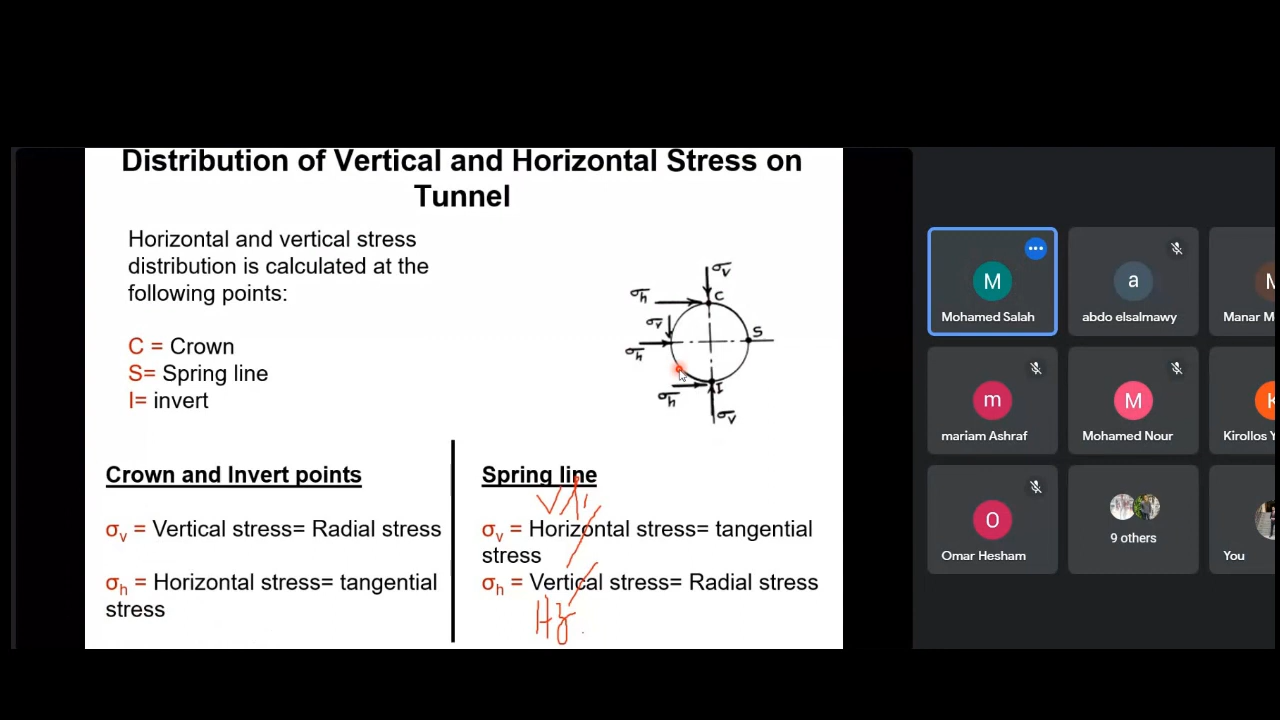 Distribution of Vertical and Horizontal Stress on
Tunnel
Horizontal and vertical stress
distribution is calculated at the
following points:
C = Crown
S= Spring line
I= invert
σv
σh
C
σv
S
σh
I
σh
σv
Crown and Invert points
σv = Vertical stress= Radial stress
σh = Horizontal stress= tangential
stress
Spring line
σv = Horizontal stress= tangential
stress
σh = Vertical stress= Radial stress
Hz.
M
Mohamed Salah
a
abdo elsalmawy
M
Manar M
m
mariam Ashraf
M
Mohamed Nour
K
Kirollos Y
O
Omar Hesham
9 others
You